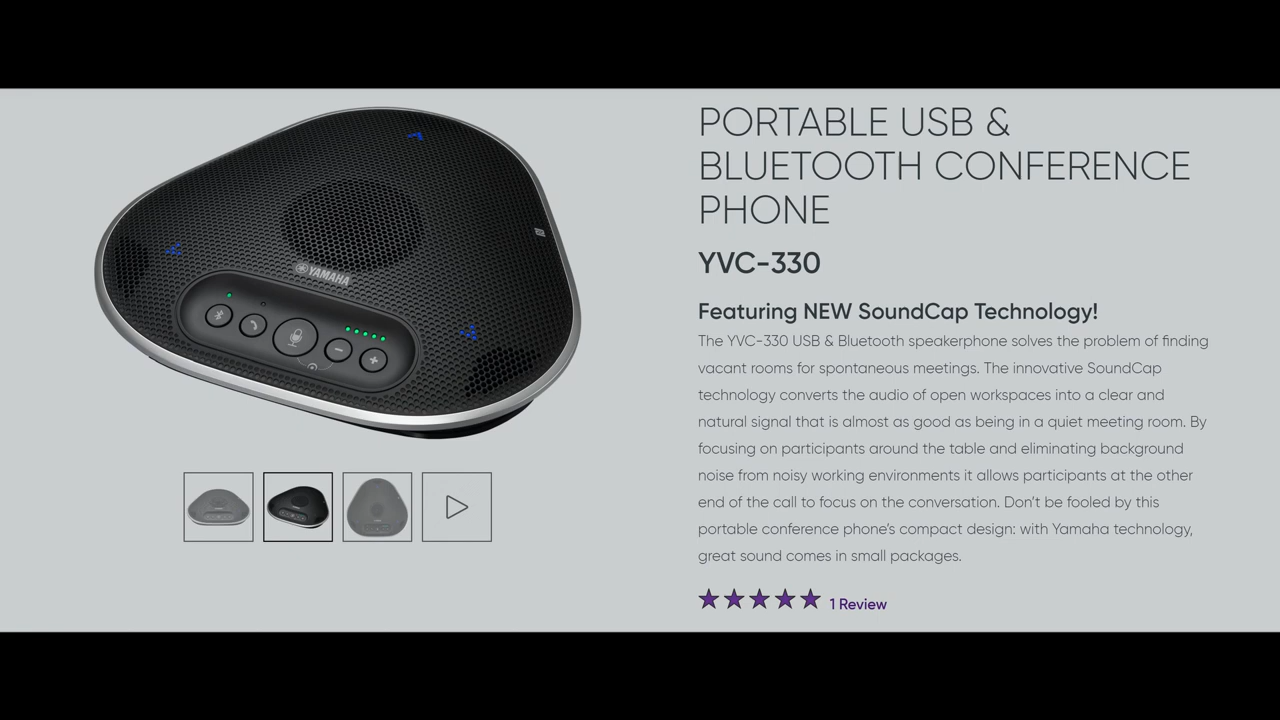 PORTABLE USB &
BLUETOOTH CONFERENCE
PHONE
YVC-330
Featuring NEW SoundCap Technology!
The YVC-330 USB & Bluetooth speakerphone solves the problem of finding
vacant rooms for spontaneous meetings. The innovative SoundCap
technology converts the audio of open workspaces into a clear and
natural signal that is almost as good as being in a quiet meeting room. By
focusing on participants around the table and eliminating background
noise from noisy working environments it allows participants at the other
end of the call to focus on the conversation. Don’t be fooled by this
portable conference phone’s compact design: with Yamaha technology,
great sound comes in small packages.
1 Review
YAMAHA